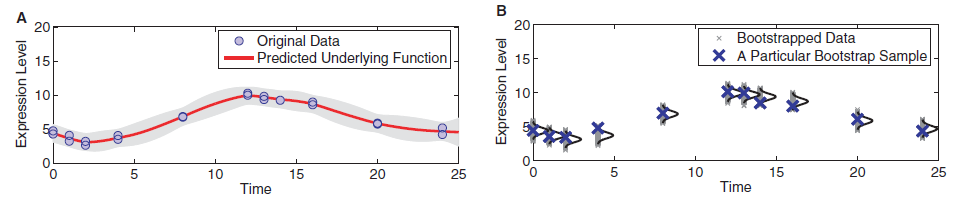 A
Expression Level
20
15
10
5
0
Original Data
Predicted Underlying Function
0 5 10 15 20 25
Time
B
Expression Level
20
15
10
5
0
Bootstrapped Data
A Particular Bootstrap Sample
0 5 10 15 20 25
Time